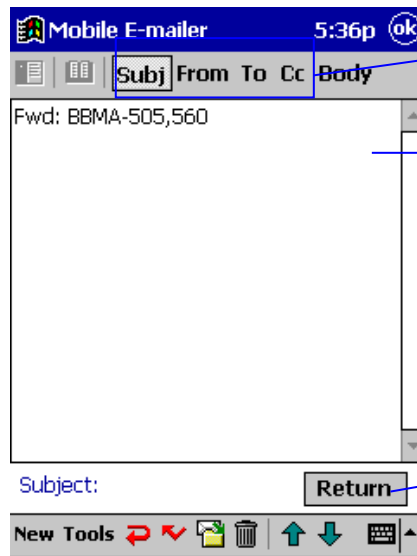 Mobile E-mailer 5:36p ok
Subj From To Cc Body
Fwd: BBMA-505,560
Subject: Return
New Tools